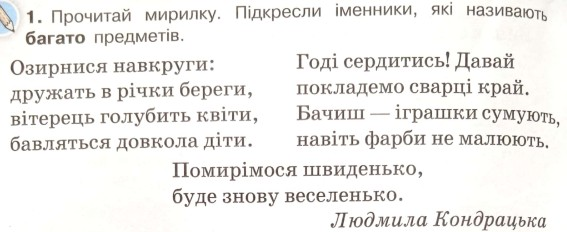 1. Прочитай мирилку. Підкресли іменники, які називають
багато предметів.
Озирнися навкруги:
дружать в річки береги,
вітерець голубить квіти,
бавляться довкола діти.
Годі сердитись! Давай
покладемо сварці край.
Бачиш — іграшки сумують,
навіть фарби не малюють.
Помирімося швиденько,
буде знову веселенько.
Людмила Кондрацька